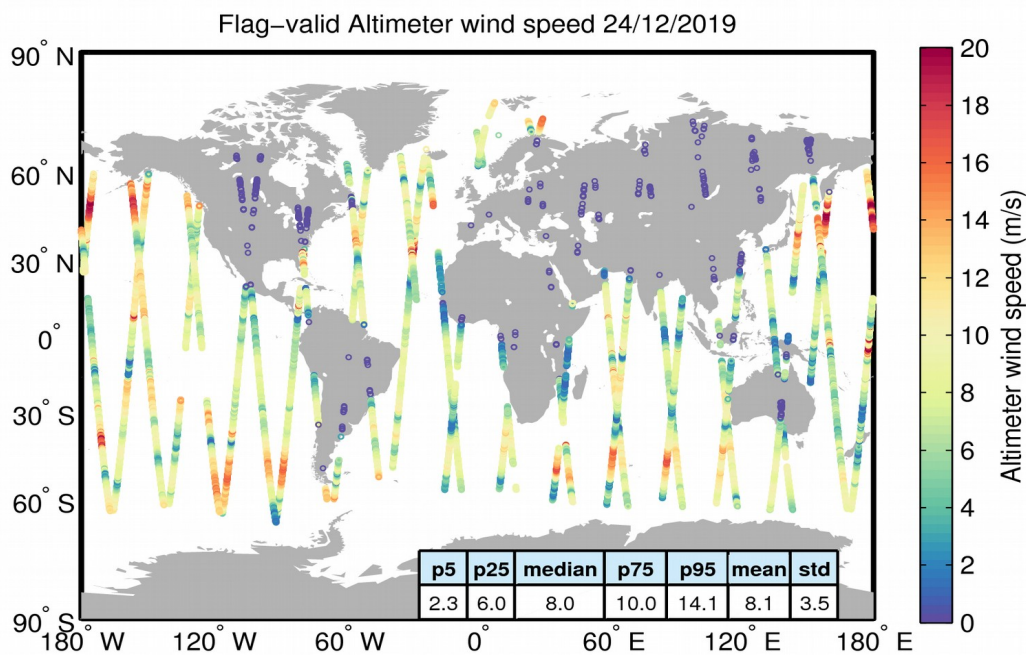 Flag−valid Altimeter wind speed 24/12/2019
90° N
60° N
30° N
0°
30° S
60° S
90° S
180° W
120° W
60° W
0°
60° E
120° E
180° E
p5 p25 median p75 p95 mean std
2.3 6.0 8.0 10.0 14.1 8.1 3.5
20
18
16
14
12
10
8
6
4
2
0
Altimeter wind speed (m/s)